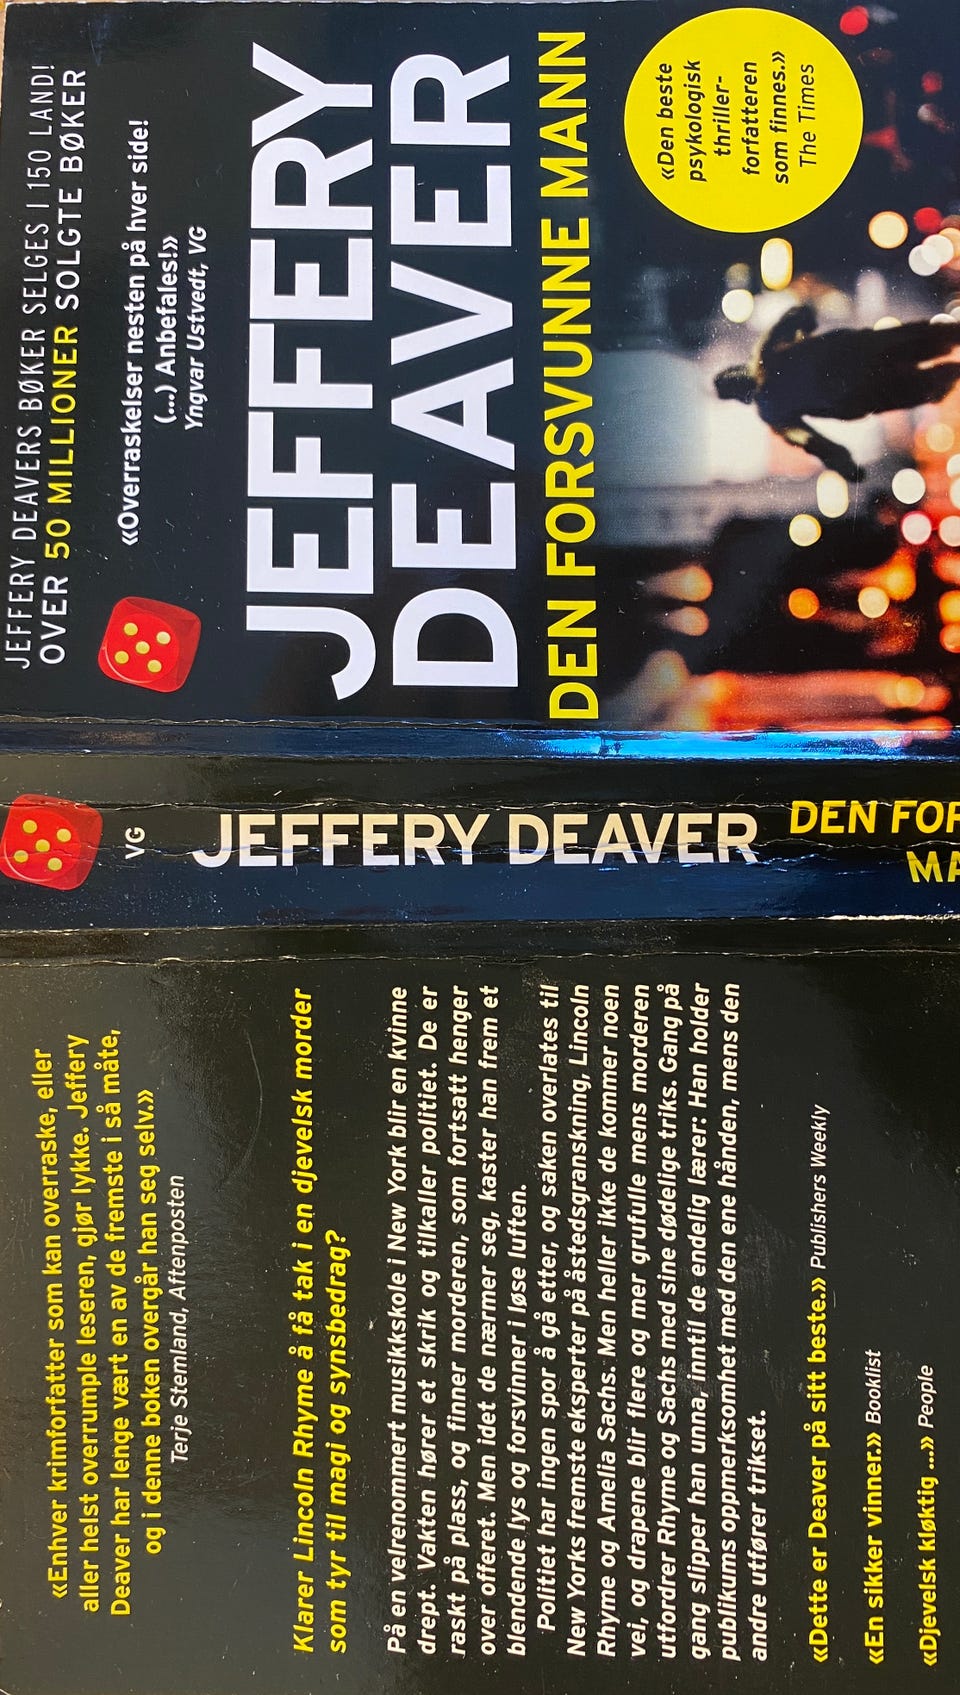 JEFFERY DEAVERS BØKER SELGES I 150 LAND!
OVER 50 MILLIONER SOLGTE BØKER
«Overraskelser nesten på hver side!
(...) Anbefales!»
Yngvar Ustvedt, VG
JEFFERY
DEAVER
DEN FORSVUNNE MANN
«Den beste
psykologisk
thriller-
forfatteren
som finnes.»
The Times
VG
JEFFERY DEAVER
DEN FOR
MA
«Enhver krimforfatter som kan overraske, eller
aller helst overrumple leseren, gjør lykke. Jeffery
Deaver har lenge vært en av de fremste i så måte,
og i denne boken overgår han seg selv.»
Terje Stemland, Aftenposten
Klarer Lincoln Rhyme å få tak i en djevelsk morder
som tyr til magi og synsbedrag?
På en velrenommert musikkskole i New York blir en kvinne
drept. Vakten hører et skrik og tilkaller politiet. De er
raskt på plass, og finner morderen, som fortsatt henger
over offeret. Men idet de nærmer seg, kaster han frem et
blendende lys og forsvinner i løse luften.
Politiet har ingen spor å gå etter, og saken overlates til
New Yorks fremste eksperter på åstedsgranskning, Lincoln
Rhyme og Amelia Sachs. Men heller ikke de kommer noen
vei, og drapene blir flere og mer grufulle mens morderen
utfordrer Rhyme og Sachs med sine dødelige triks. Gang på
gang slipper han unna, inntil de endelig lærer: Han holder
publikums oppmerksomhet med den ene hånden, mens den
andre utfører trikset.
«Dette er Deaver på sitt beste.» Publishers Weekly
«En sikker vinner.» Booklist
«Djevelsk kløktig ...» People